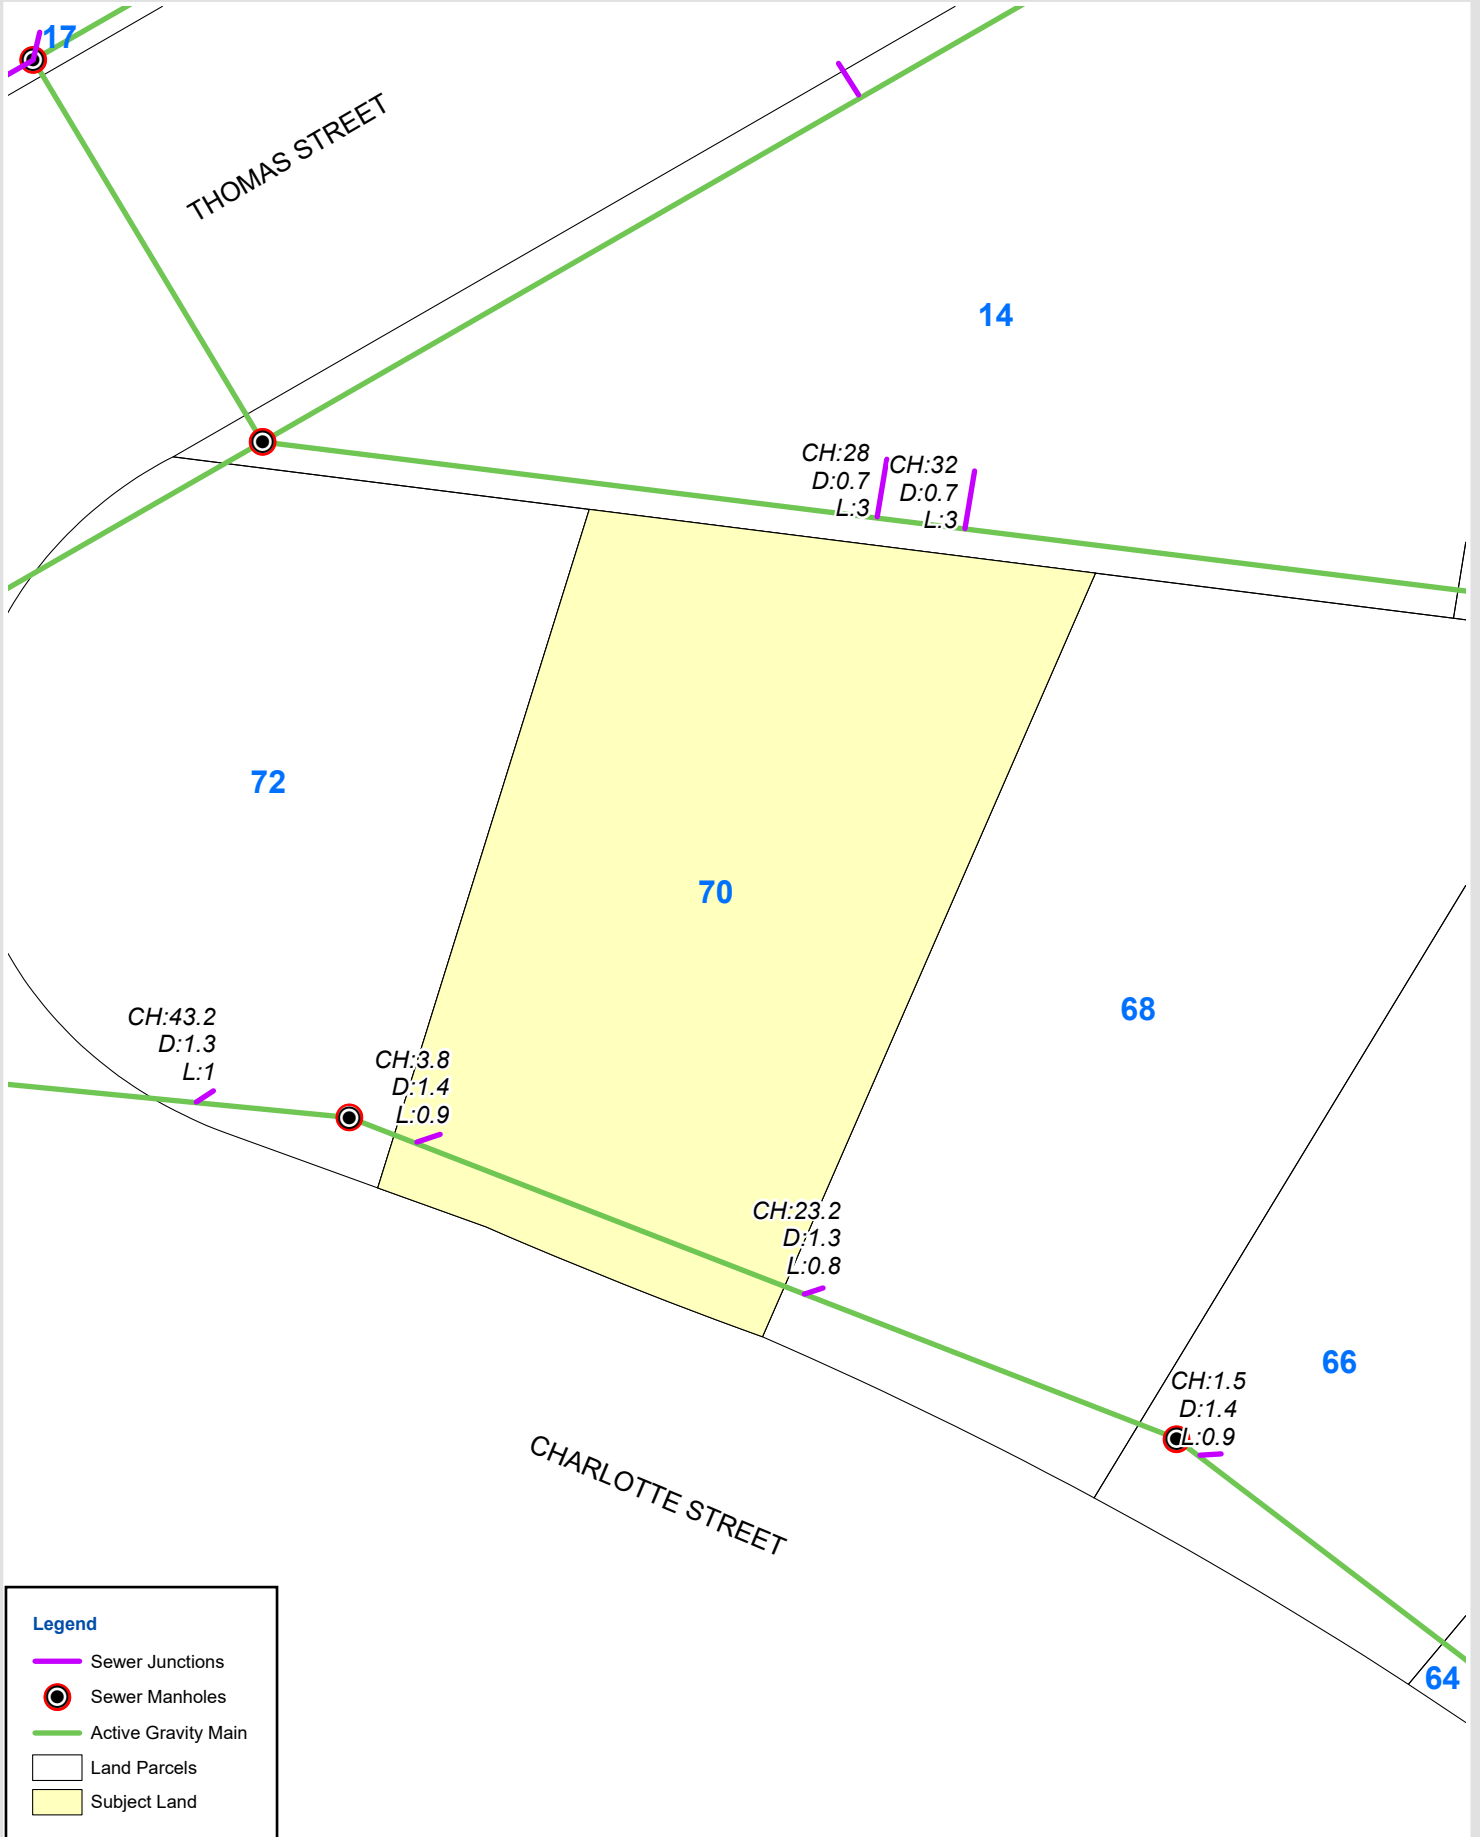 17
THOMAS STREET
14
CH:28
D:0.7
L:3
CH:32
D:0.7
L:3
72
70
68
CH:43.2
D:1.3
L:1
CH:3.8
D:1.4
L:0.9
CH:23.2
D:1.3
L:0.8
66
CH:1.5
D:1.4
L:0.9
CHARLOTTE STREET
64
Legend
Sewer Junctions
Sewer Manholes
Active Gravity Main
Land Parcels
Subject Land